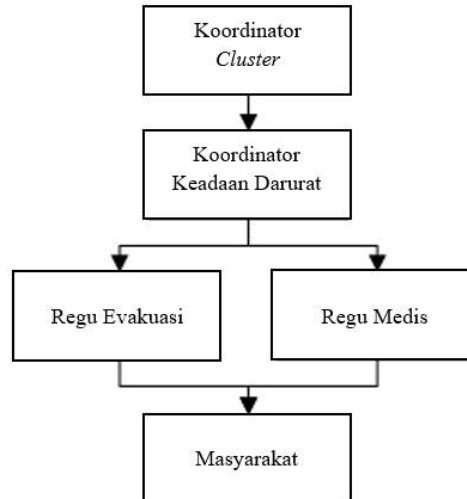 Koordinator
Cluster
Koordinator
Keadaan Darurat
Regu Evakuasi
Regu Medis
Masyarakat